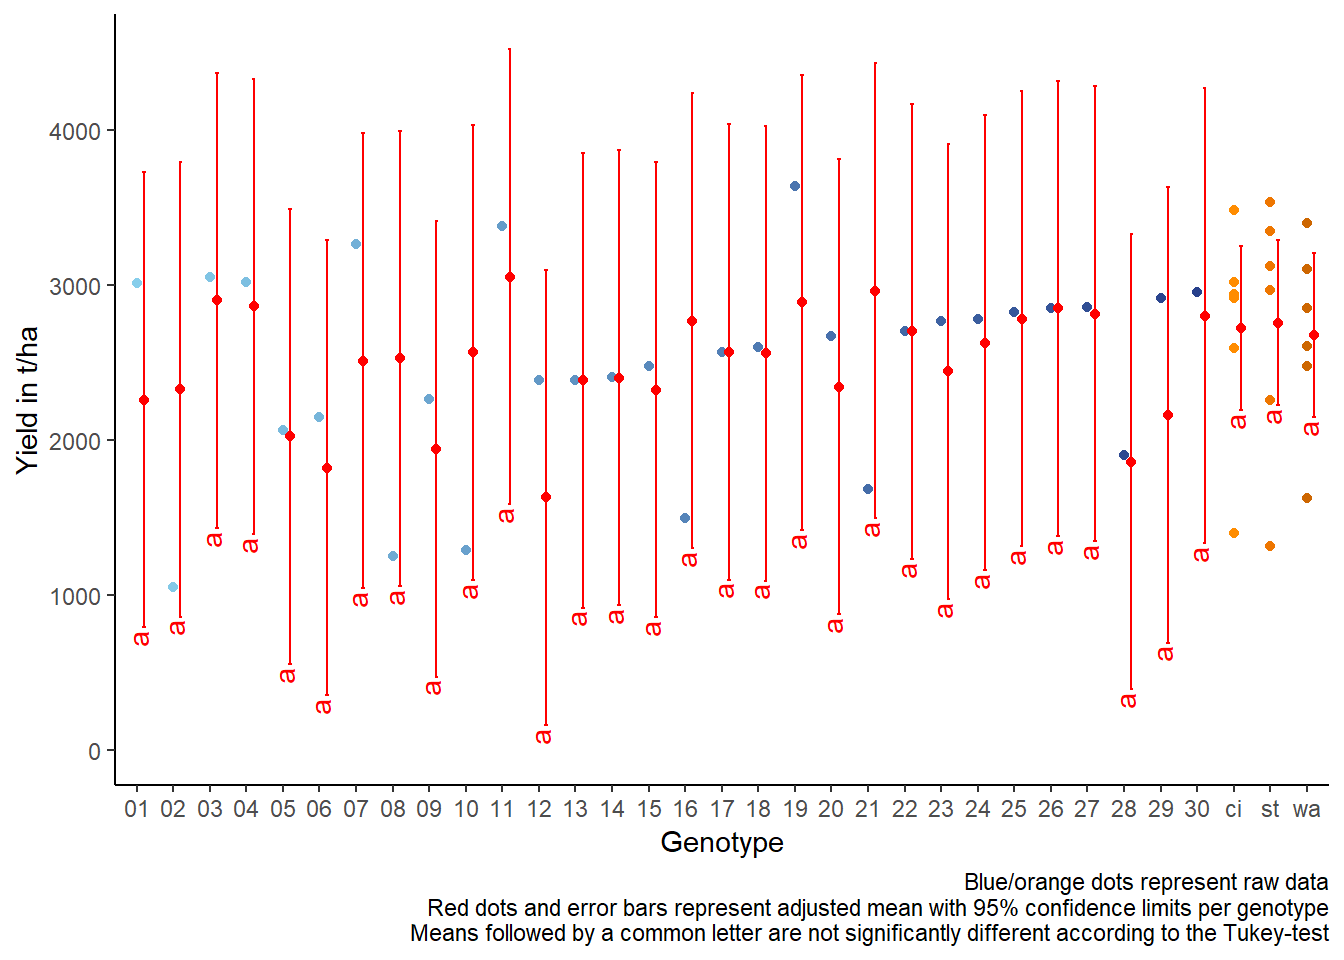 Yield in t/ha
4000
3000
2000
1000
0
a a a a a a a a a a a a a a a a a a a a a a a a a a a a a a a a a
01 02 03 04 05 06 07 08 09 10 11 12 13 14 15 16 17 18 19 20 21 22 23 24 25 26 27 28 29 30 ci st wa
Genotype
Blue/orange dots represent raw data
Red dots and error bars represent adjusted mean with 95% confidence limits per genotype
Means followed by a common letter are not significantly different according to the Tukey-test